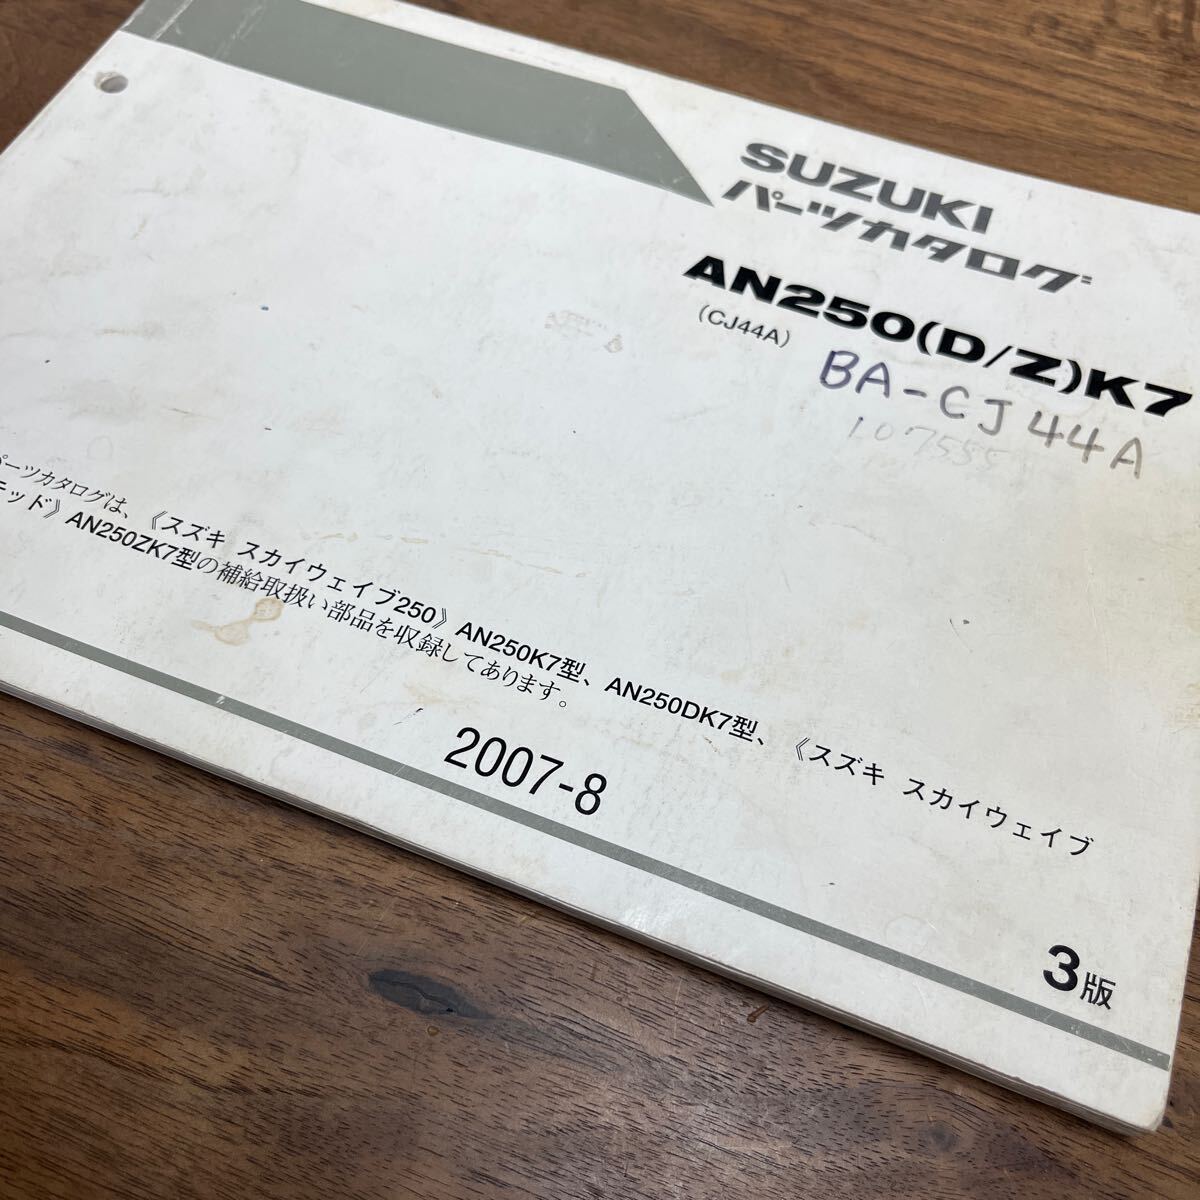 SUZUKI
パーツカタログ
AN250(D/Z)K7
(CJ44A)
BA-CJ44A
107555
パーツカタログは、《スズキ スカイウェイブ250》AN250K7型、AN250DK7型、《スズキ スカイウェイブ
テッド》AN250ZK7型の補給取扱い部品を収録してあります。
2007-8
3版